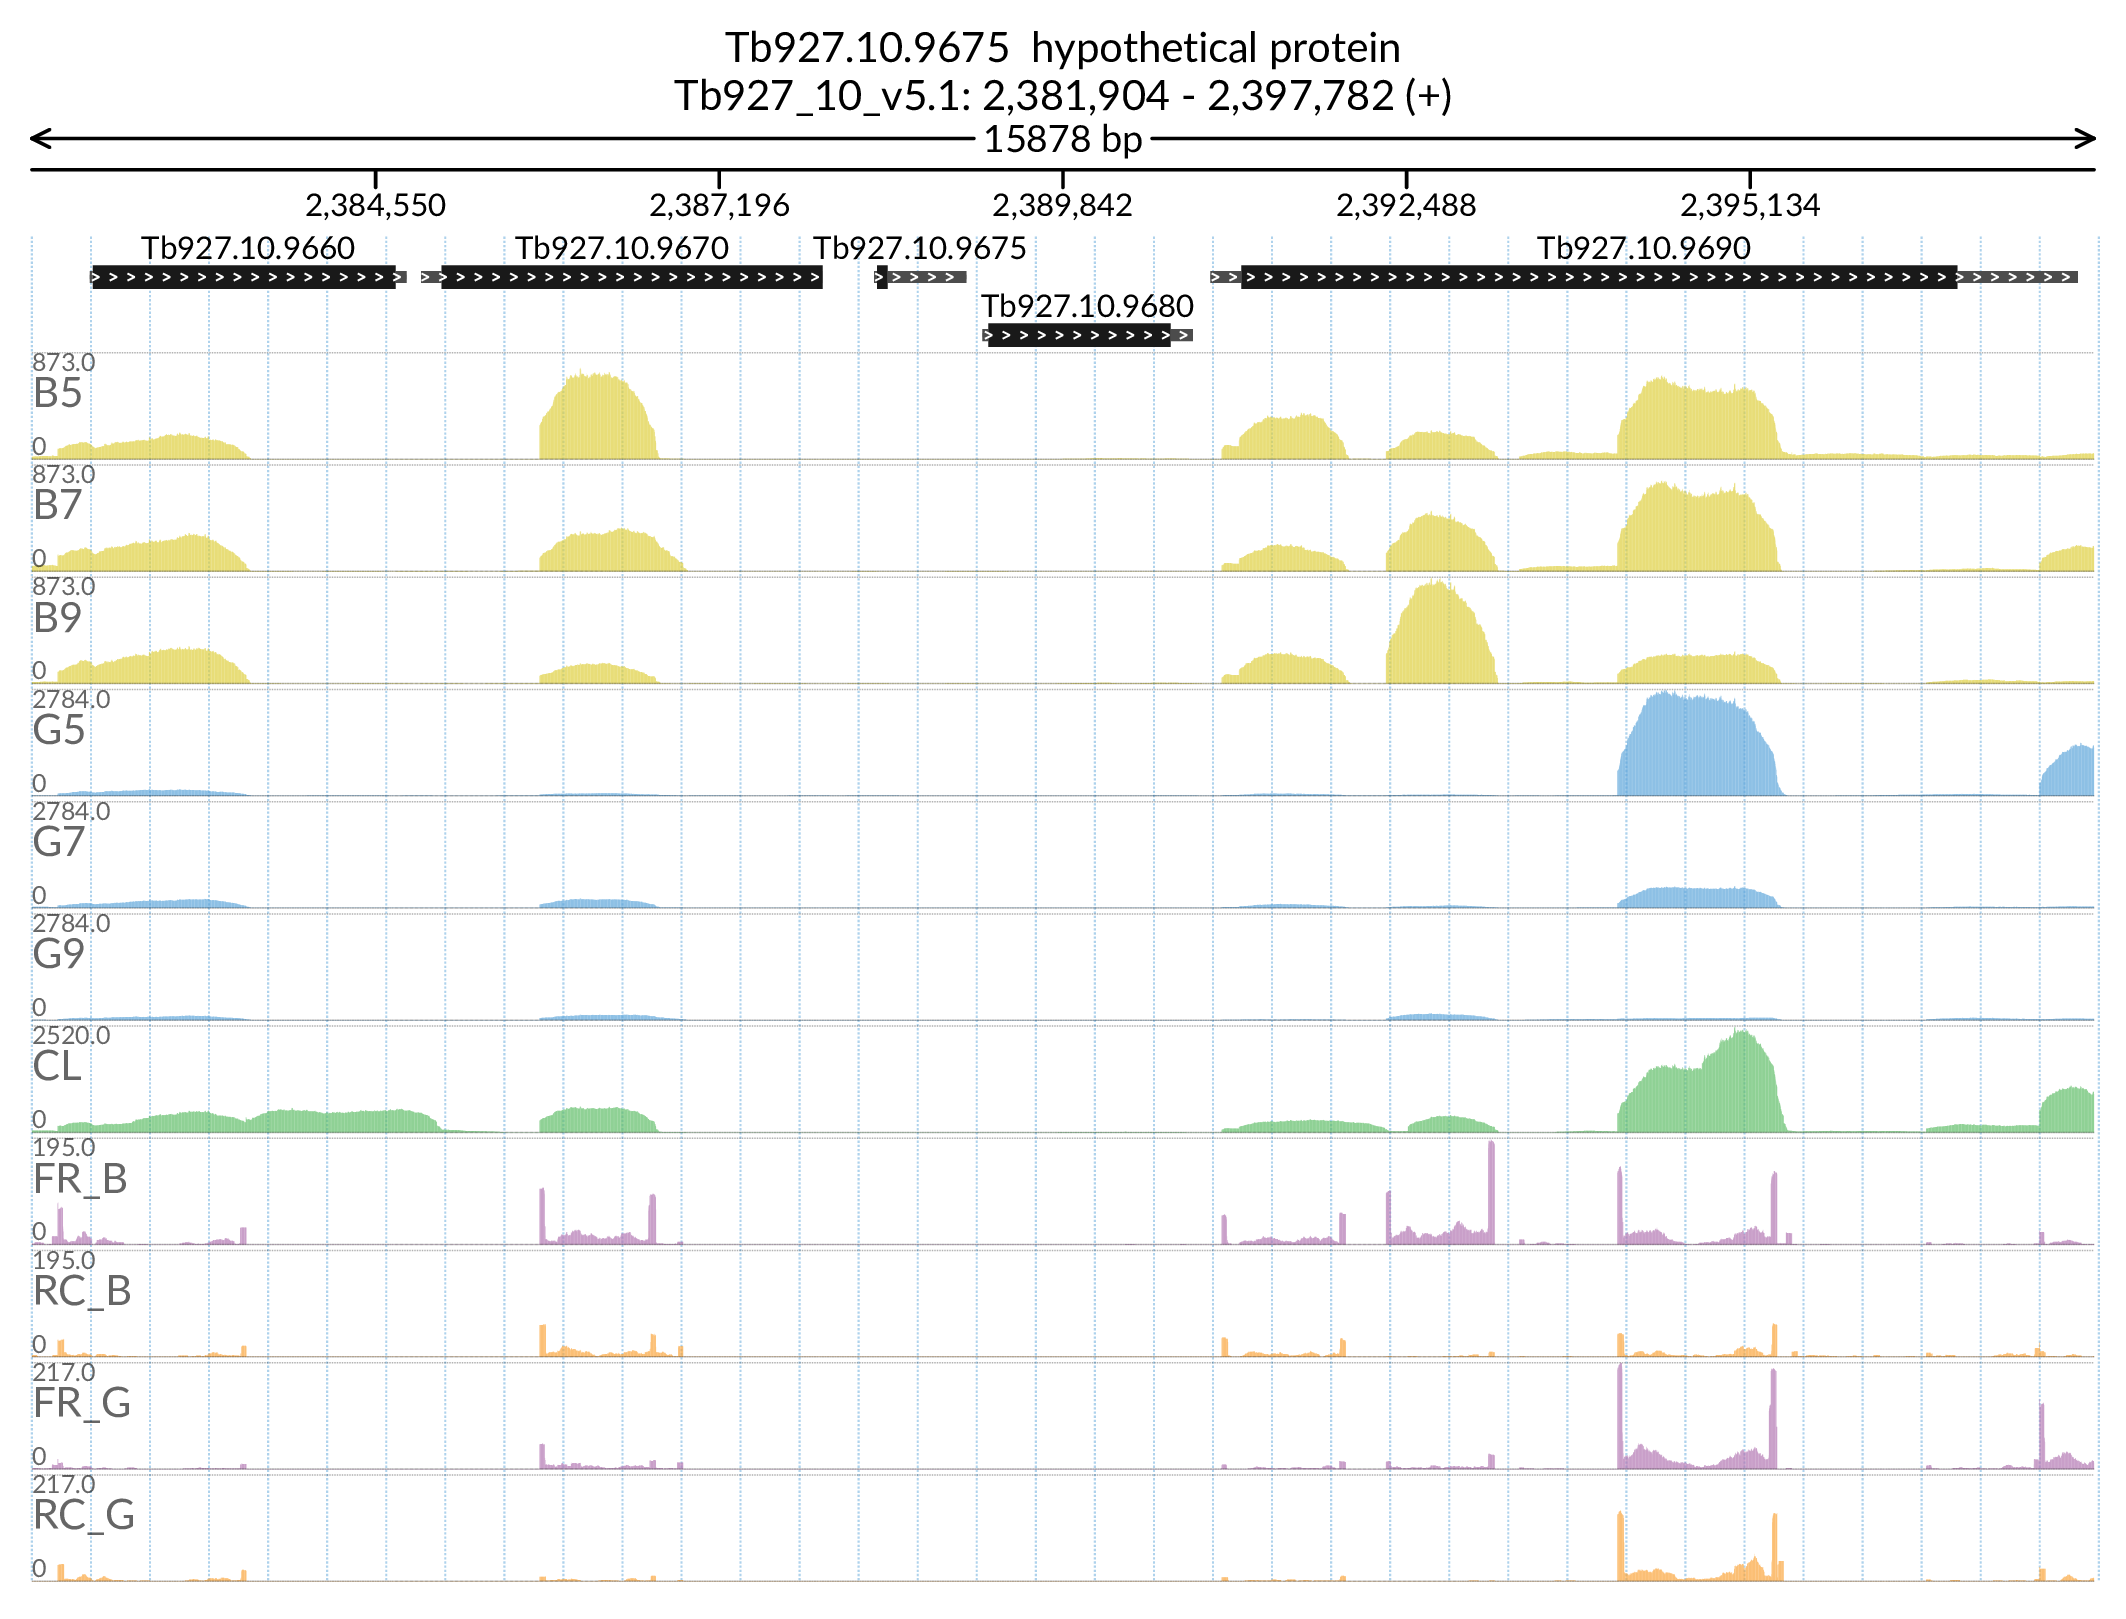 Tb927.10.9675  hypothetical protein
Tb927_10_v5.1: 2,381,904 - 2,397,782 (+)
15878 bp
2,384,550 2,387,196 2,389,842 2,392,488 2,395,134
Tb927.10.9660 Tb927.10.9670 Tb927.10.9675 Tb927.10.9690
Tb927.10.9680
873.0
B5
0
873.0
B7
0
873.0
B9
0
2784.0
G5
0
2784.0
G7
0
2784.0
G9
0
2520.0
CL
0
195.0
FR_B
0
195.0
RC_B
0
217.0
FR_G
0
217.0
RC_G
0